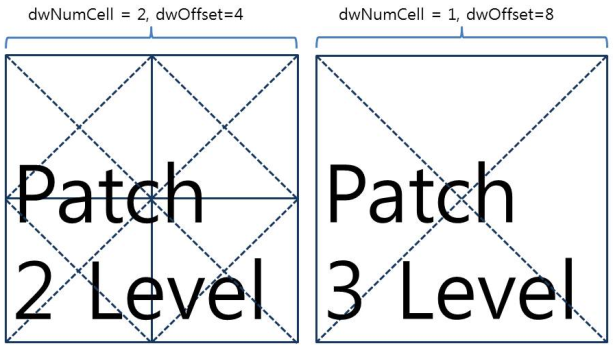 dwNumCell = 2, dwOffset=4
dwNumCell = 1, dwOffset=8
Patch
2 Level
Patch
3 Level